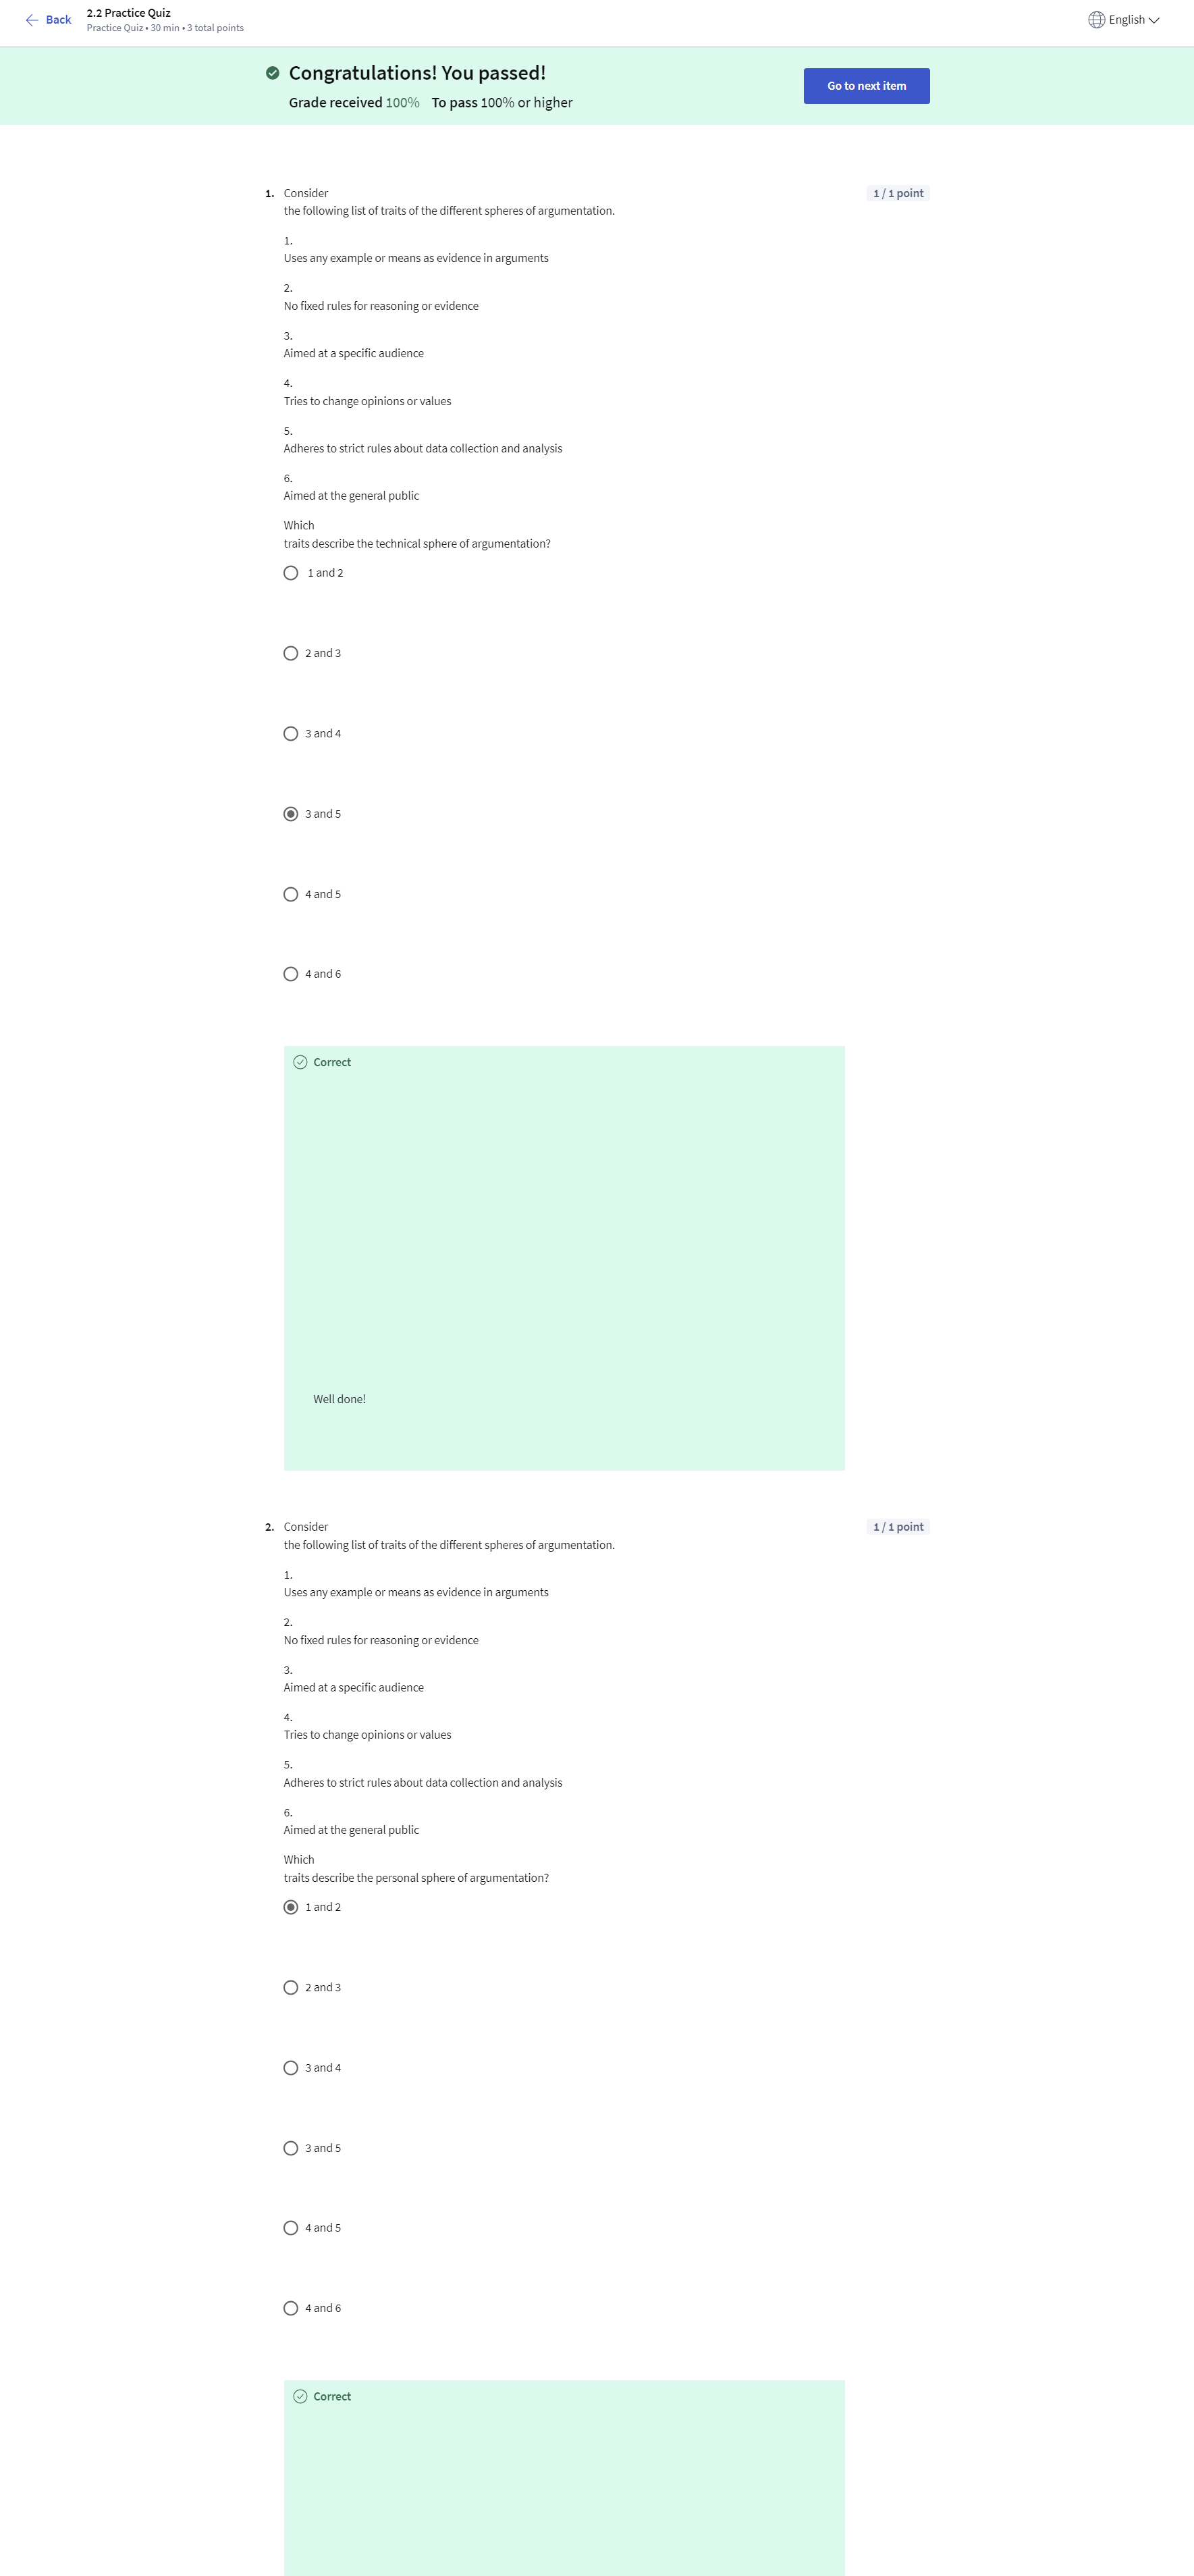 Back
2.2 Practice Quiz
Practice Quiz • 30 min • 3 total points
English
Congratulations! You passed!
Grade received 100% To pass 100% or higher
Go to next item
1. Consider
1 / 1 point
the following list of traits of the different spheres of argumentation.
1.
Uses any example or means as evidence in arguments
2.
No fixed rules for reasoning or evidence
3.
Aimed at a specific audience
4.
Tries to change opinions or values
5.
Adheres to strict rules about data collection and analysis
6.
Aimed at the general public
Which
traits describe the technical sphere of argumentation?
1 and 2
2 and 3
3 and 4
3 and 5
4 and 5
4 and 6
Correct
Well done!
2. Consider
1 / 1 point
the following list of traits of the different spheres of argumentation.
1.
Uses any example or means as evidence in arguments
2.
No fixed rules for reasoning or evidence
3.
Aimed at a specific audience
4.
Tries to change opinions or values
5.
Adheres to strict rules about data collection and analysis
6.
Aimed at the general public
Which
traits describe the personal sphere of argumentation?
1 and 2
2 and 3
3 and 4
3 and 5
4 and 5
4 and 6
Correct